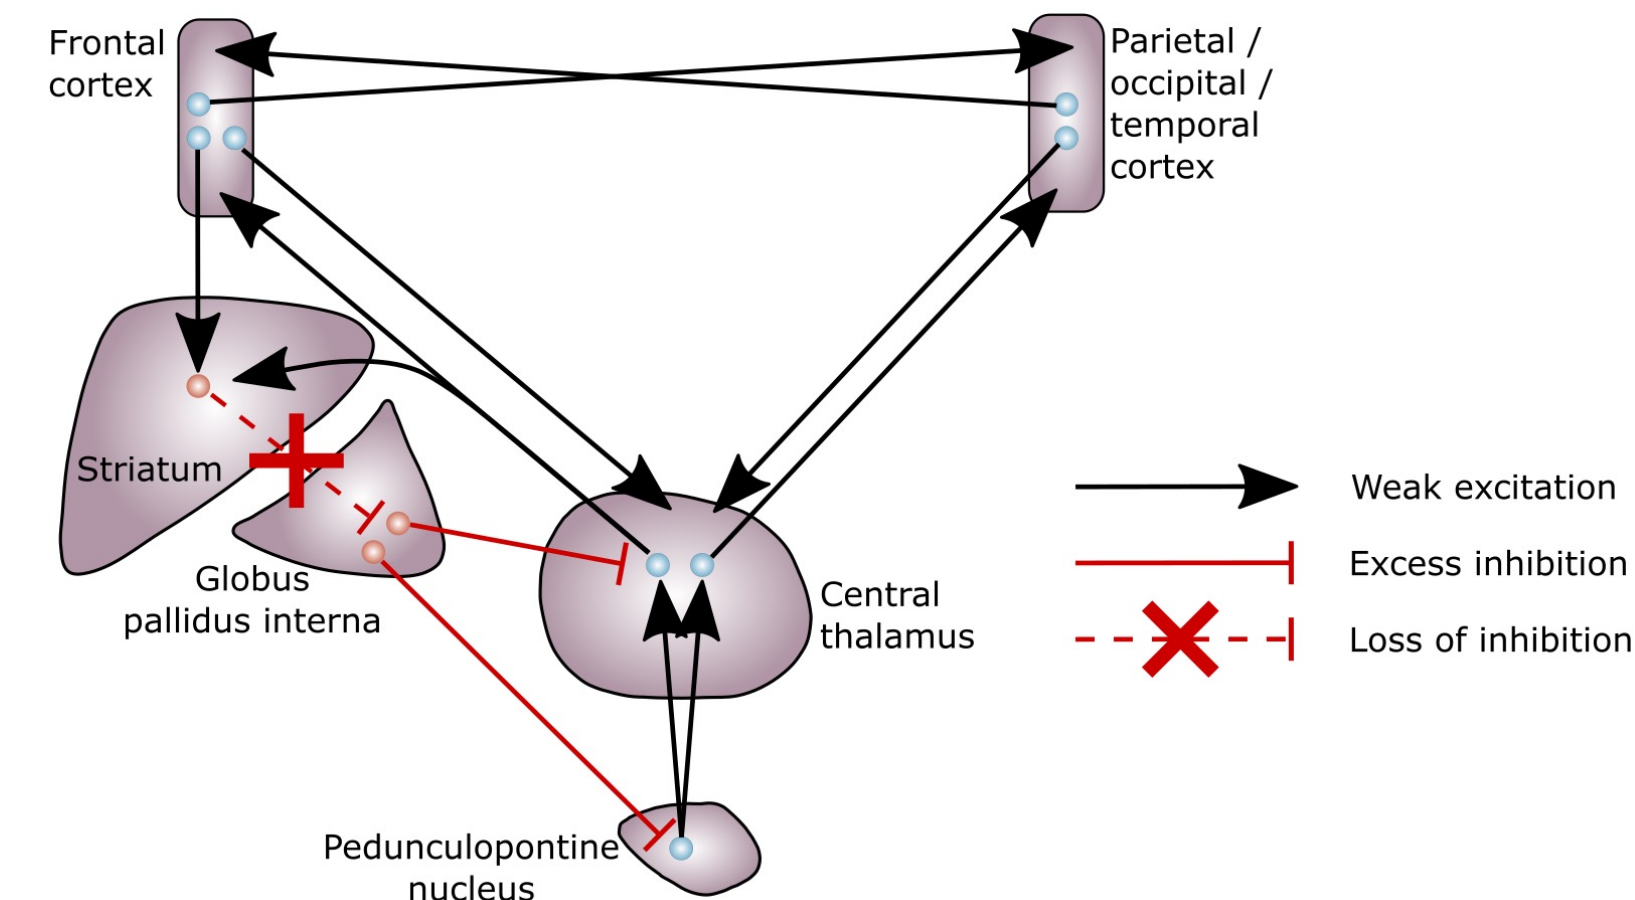 Frontal
cortex
Parietal /
occipital /
temporal
cortex
Striatum
Globus
pallidus interna
Central
thalamus
Pedunculopontine
nucleus
Weak excitation
Excess inhibition
Loss of inhibition